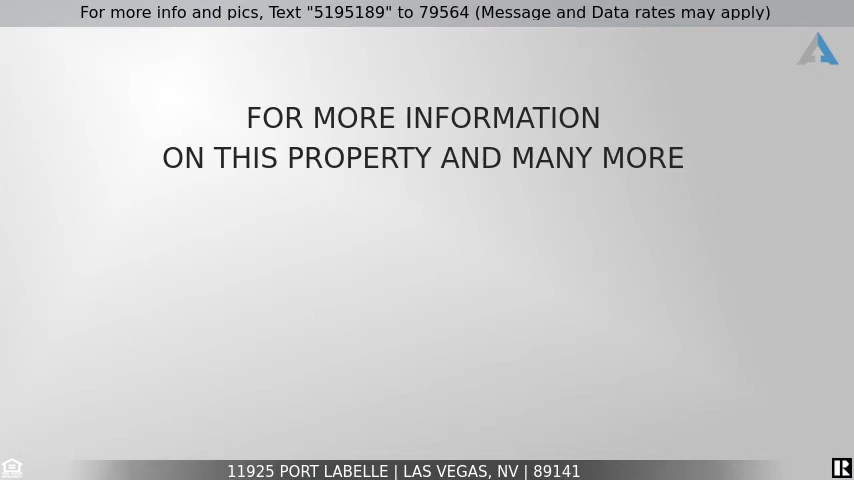 For more info and pics, Text "5195189" to 79564 (Message and Data rates may apply)
FOR MORE INFORMATION
ON THIS PROPERTY AND MANY MORE
11925 PORT LABELLE | LAS VEGAS, NV | 89141